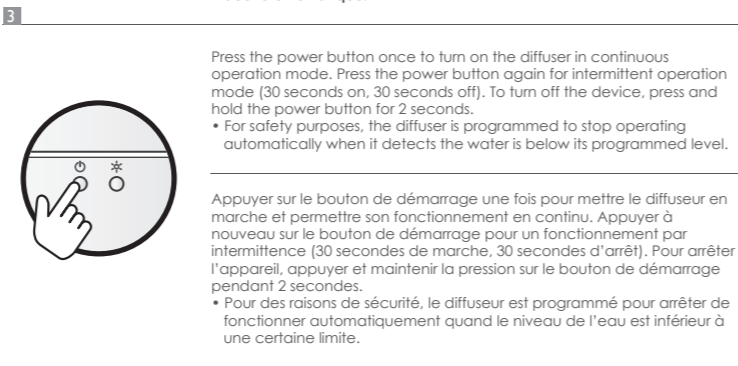 3
Press the power button once to turn on the diffuser in continuous
operation mode. Press the power button again for intermittent operation
mode (30 seconds on, 30 seconds off). To turn off the device, press and
hold the power button for 2 seconds.
• For safety purposes, the diffuser is programmed to stop operating
automatically when it detects the water is below its programmed level.
Appuyer sur le bouton de démarrage une fois pour mettre le diffuseur en
marche et permettre son fonctionnement en continu. Appuyer à
nouveau sur le bouton de démarrage pour un fonctionnement par
intermittence (30 secondes de marche, 30 secondes d'arrêt). Pour arrêter
l'appareil, appuyer et maintenir la pression sur le bouton de démarrage
pendant 2 secondes.
• Pour des raisons de sécurité, le diffuseur est programmé pour arrêter de
fonctionner automatiquement quand le niveau de l'eau est inférieur à
une certaine limite.